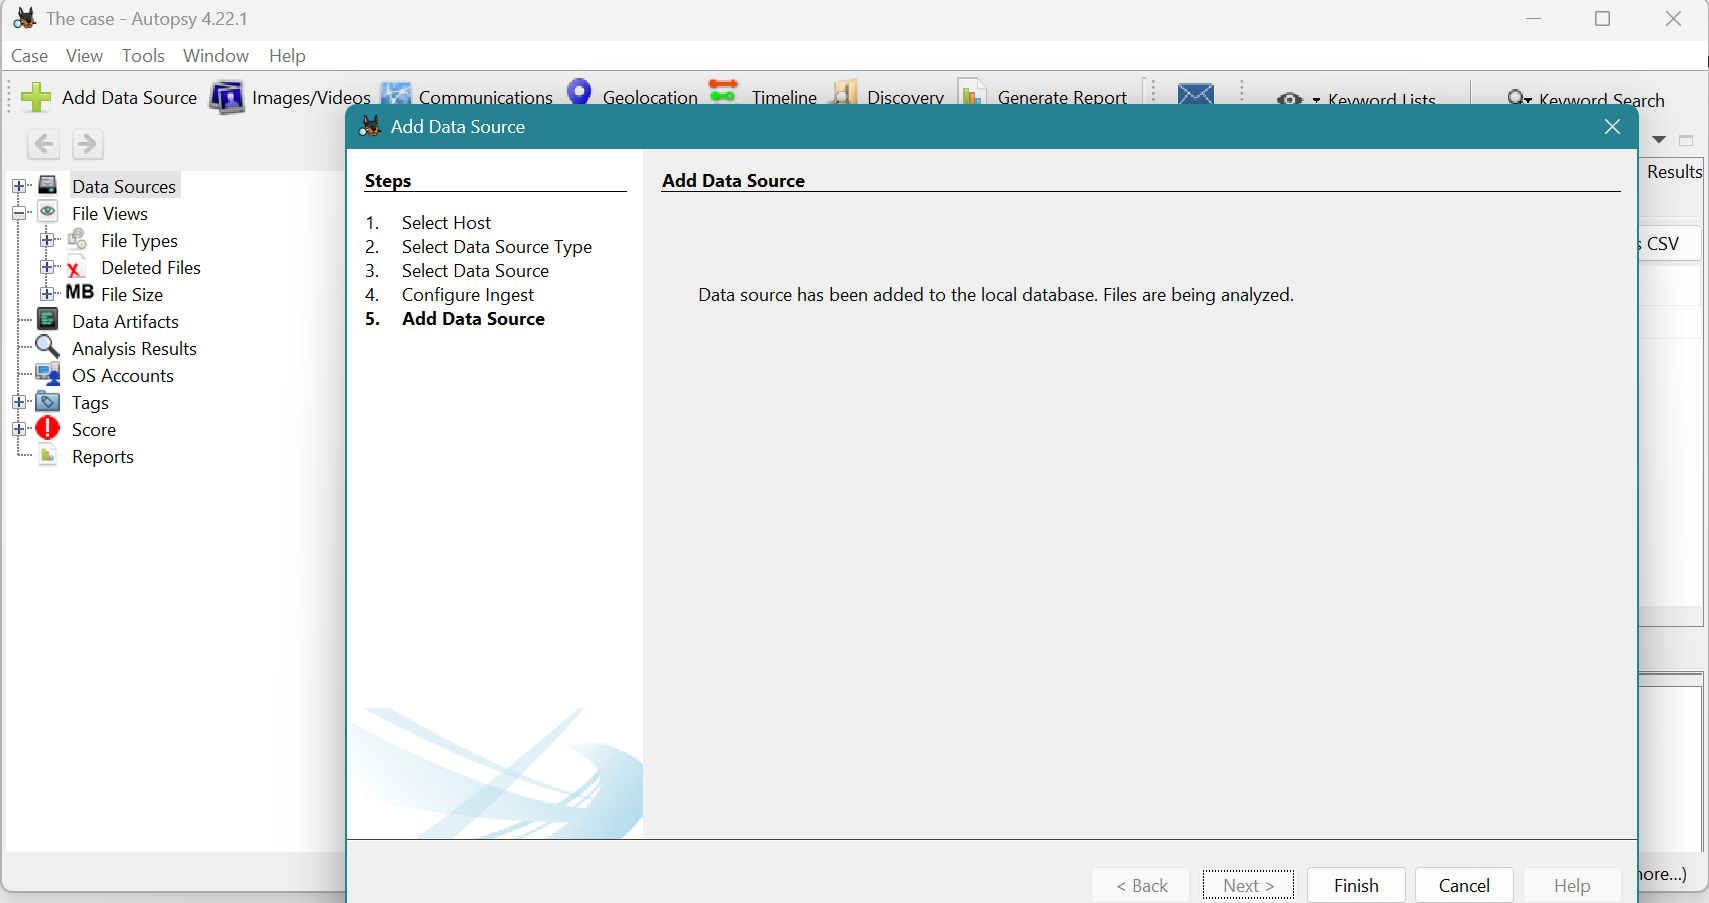 The case - Autopsy 4.22.1
Case View Tools Window Help
Add Data Source Images/Videos Communications Geolocation Timeline Discovery Generate Report Keyword Lists Keyword Search
Add Data Source
Results
Steps
Add Data Source
1. Select Host
2. Select Data Source Type
3. Select Data Source
4. Configure Ingest
5. Add Data Source
Data source has been added to the local database. Files are being analyzed.
Data Sources
File Views
File Types
Deleted Files
MB File Size
Data Artifacts
Analysis Results
OS Accounts
Tags
Score
Reports
s CSV
ore...)
< Back Next > Finish Cancel Help